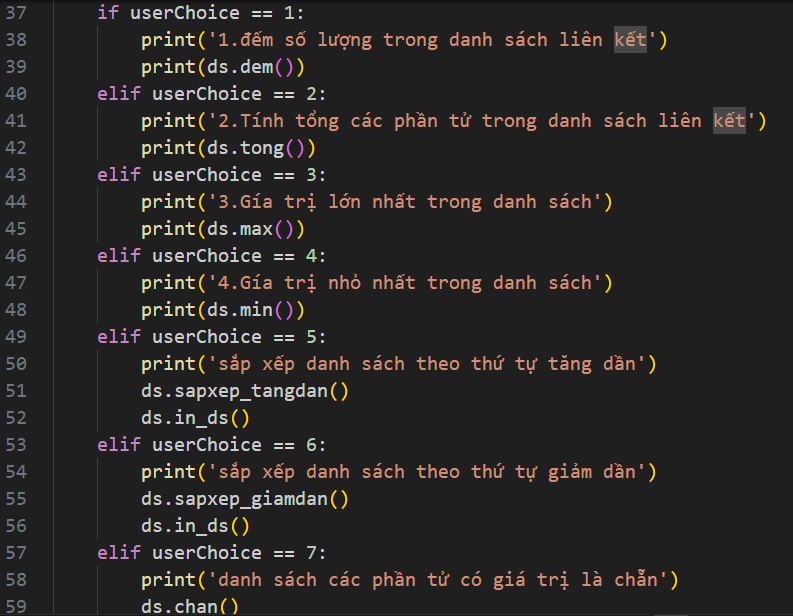 37 if userChoice == 1:
38 print('1.đếm số lượng trong danh sách liên kết')
39 print(ds.dem())
40 elif userChoice == 2:
41 print('2.Tính tổng các phần tử trong danh sách liên kết')
42 print(ds.tong())
43 elif userChoice == 3:
44 print('3.Gía trị lớn nhất trong danh sách')
45 print(ds.max())
46 elif userChoice == 4:
47 print('4.Gía trị nhỏ nhất trong danh sách')
48 print(ds.min())
49 elif userChoice == 5:
50 print('sắp xếp danh sách theo thứ tự tăng dần')
51 ds.sapxep_tangdan()
52 ds.in_ds()
53 elif userChoice == 6:
54 print('sắp xếp danh sách theo thứ tự giảm dần')
55 ds.sapxep_giamdan()
56 ds.in_ds()
57 elif userChoice == 7:
58 print('danh sách các phần tử có giá trị là chẵn')
59 ds.chan()